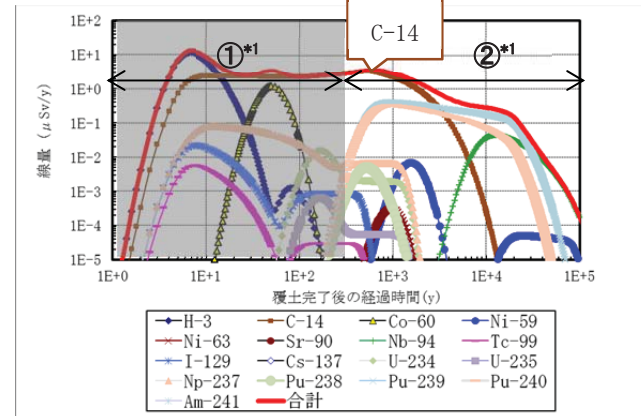 1E+2
1E+1
1E+0
1E-1
1E-2
1E-3
1E-4
1E-5
線量 (μSv/y)
①*1
C-14
②*1
1E+0 1E+1 1E+2 1E+3 1E+4 1E+5
覆土完了後の経過時間(y)
H-3 C-14 Co-60 Ni-59
Ni-63 Sr-90 Nb-94 Tc-99
I-129 Cs-137 U-234 U-235
Np-237 Pu-238 Pu-239 Pu-240
Am-241 合計